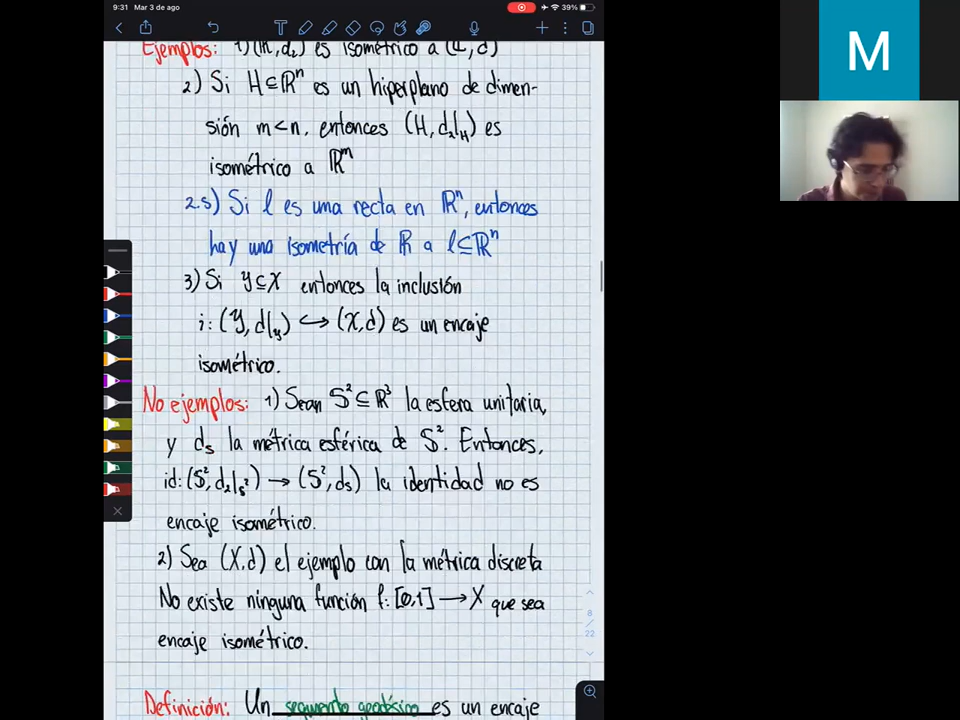 9:31 Mar 3 de ago
39%
Ejemplos: 1) (ℝ², d₂) es isométrico a (ℂ, d)
2) Si H ⊆ ℝⁿ es un hiperplano de dimen-
sión m < n, entonces (H, d₂|H) es
isométrico a ℝᵐ
2.5) Si l es una recta en ℝⁿ, entonces
hay una isometría de ℝ a l ⊆ ℝⁿ
3) Si Y ⊆ X entonces la inclusión
i: (Y, d|Y) ↪ (X, d) es un encaje
isométrico.
No ejemplos: 1) Sean S² ⊆ ℝ³ la esfera unitaria,
y dₛ la métrica esférica de S². Entonces,
id: (S², d₂|S²) → (S², dₛ) la identidad no es
encaje isométrico.
2) Sea (X, d) el ejemplo con la métrica discreta
No existe ninguna función f: [0,1] → X que sea
encaje isométrico.
Definición: Un segmento geodésico es un encaje
8
/
22
M